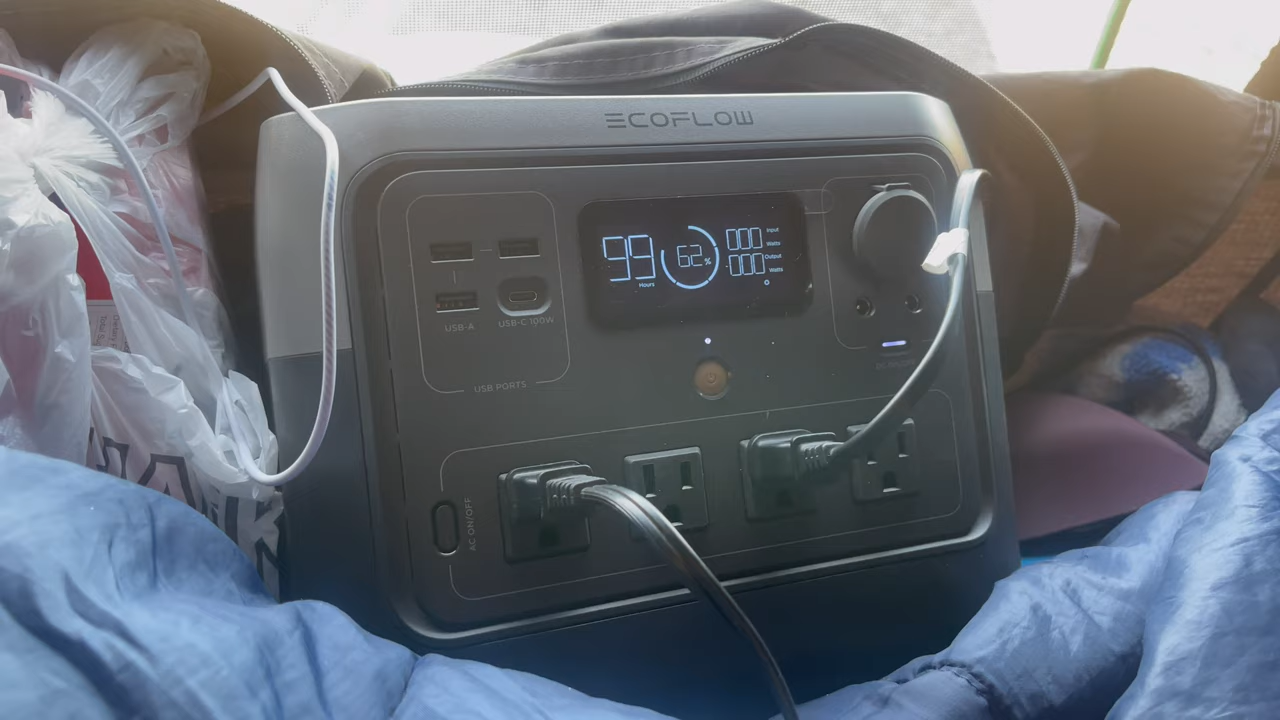 ECOFLOW
99
Hours
62%
000
Input
Watts
000
Output
Watts
USB-A
USB-C 100W
USB PORTS
AC ON/OFF